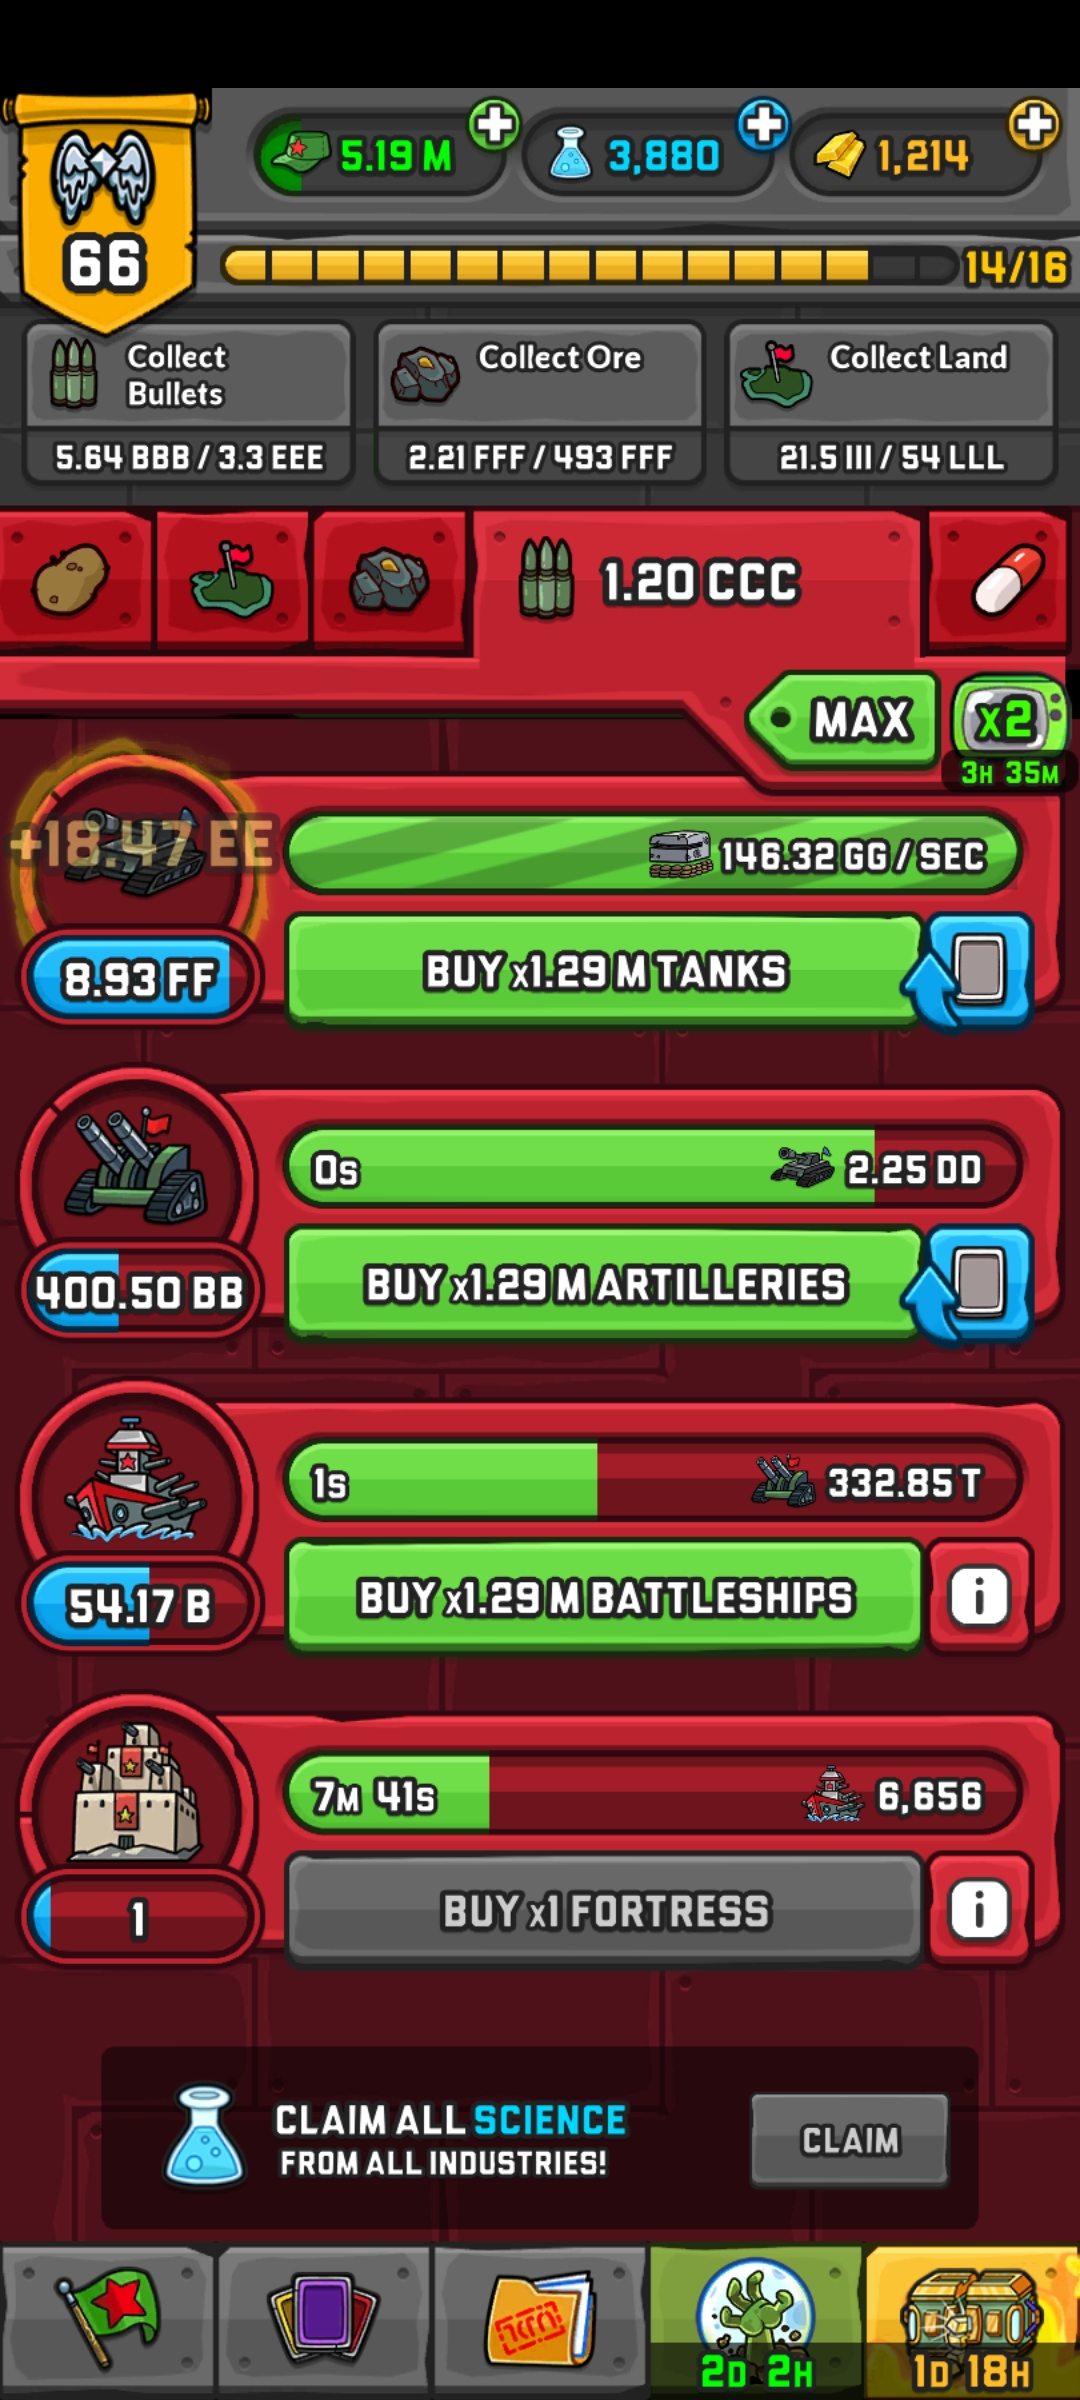 5.19 M
3,880
1,214
66
14/16
Collect
Bullets
5.64 BBB / 3.3 EEE
Collect Ore
2.21 FFF / 493 FFF
Collect Land
21.5 III / 54 LLL
1.20 CCC
MAX
x2
3H 35M
+18.47 EE
146.32 GG / SEC
8.93 FF
BUY x1.29 M TANKS
0s
2.25 DD
400.50 BB
BUY x1.29 M ARTILLERIES
1s
332.85 T
54.17 B
BUY x1.29 M BATTLESHIPS
i
7M 41s
6,656
1
BUY x1 FORTRESS
i
CLAIM ALL SCIENCE
FROM ALL INDUSTRIES!
CLAIM
2D 2H
1D 18H